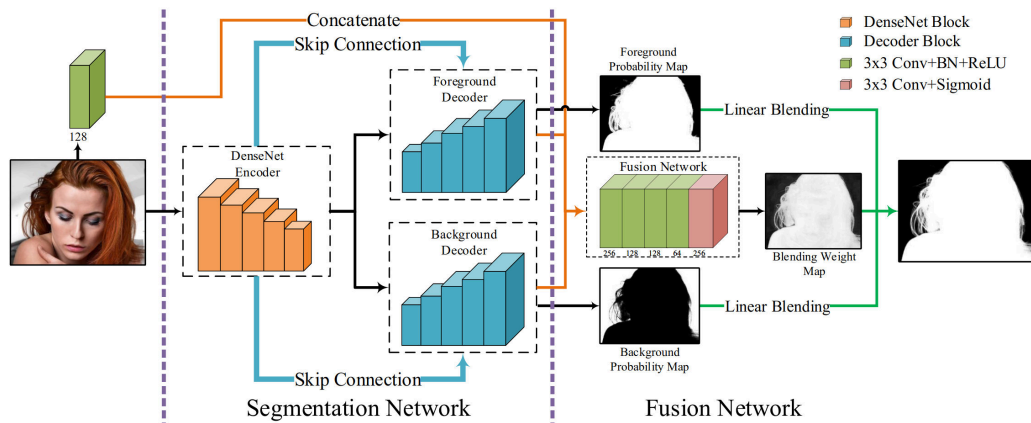 Concatenate
Skip Connection
128
DenseNet
Encoder
Foreground
Decoder
Background
Decoder
Skip Connection
Segmentation Network
Foreground
Probability Map
Linear Blending
Fusion Network
256 128 128 64 256
Blending Weight
Map
Linear Blending
Background
Probability Map
Fusion Network
DenseNet Block
Decoder Block
3x3 Conv+BN+ReLU
3x3 Conv+Sigmoid